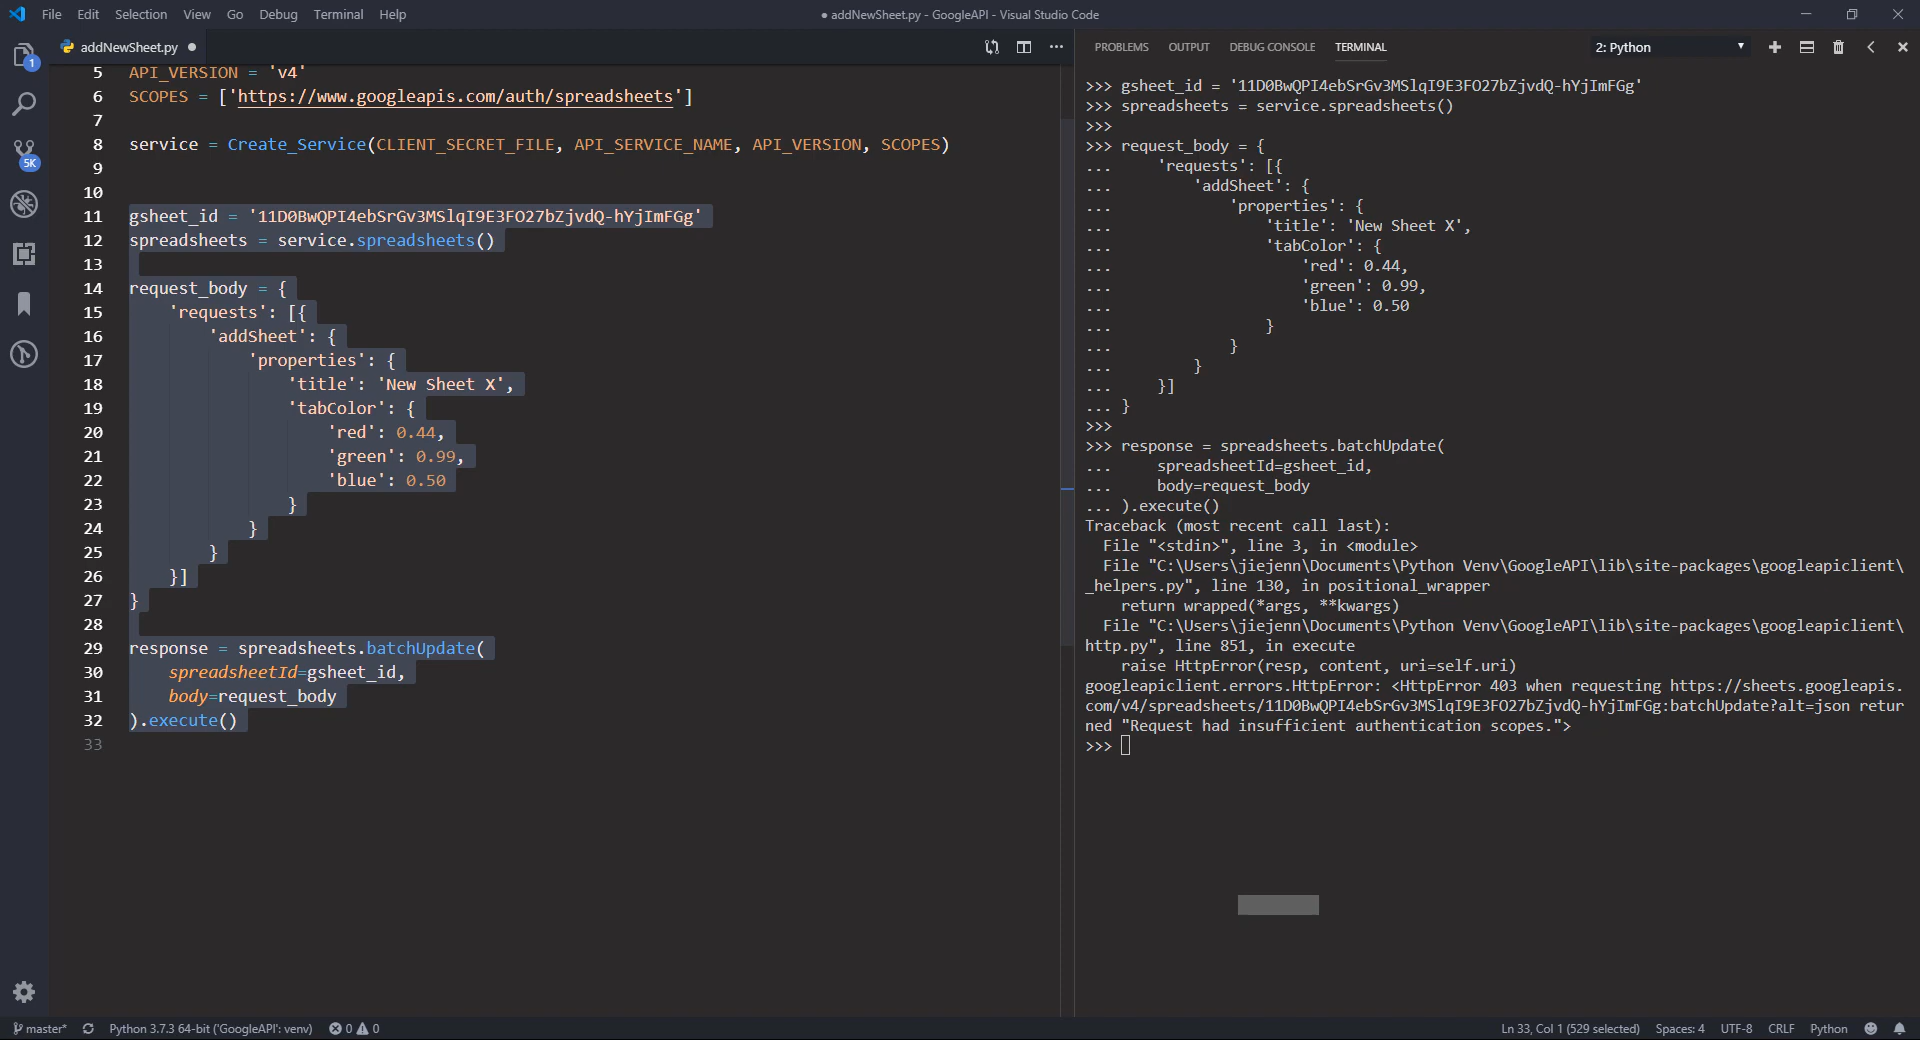 File Edit Selection View Go Debug Terminal Help
● addNewSheet.py - GoogleAPI - Visual Studio Code
addNewSheet.py ●
5 API_VERSION = 'v4'
6 SCOPES = ['https://www.googleapis.com/auth/spreadsheets']
7
8 service = Create_Service(CLIENT_SECRET_FILE, API_SERVICE_NAME, API_VERSION, SCOPES)
9
10
11 gsheet_id = '11D0BwQPI4ebSrGv3MSlqI9E3FO27bZjvdQ-hYjImFGg'
12 spreadsheets = service.spreadsheets()
13
14 request_body = {
15 'requests': [{
16 'addSheet': {
17 'properties': {
18 'title': 'New Sheet X',
19 'tabColor': {
20 'red': 0.44,
21 'green': 0.99,
22 'blue': 0.50
23 }
24 }
25 }
26 }]
27 }
28
29 response = spreadsheets.batchUpdate(
30 spreadsheetId=gsheet_id,
31 body=request_body
32 ).execute()
33
1
5K
PROBLEMS OUTPUT DEBUG CONSOLE TERMINAL
2: Python
>>> gsheet_id = '11D0BwQPI4ebSrGv3MSlqI9E3FO27bZjvdQ-hYjImFGg'
>>> spreadsheets = service.spreadsheets()
>>>
>>> request_body = {
... 'requests': [{
... 'addSheet': {
... 'properties': {
... 'title': 'New Sheet X',
... 'tabColor': {
... 'red': 0.44,
... 'green': 0.99,
... 'blue': 0.50
... }
... }
... }
... }]
... }
>>>
>>> response = spreadsheets.batchUpdate(
... spreadsheetId=gsheet_id,
... body=request_body
... ).execute()
Traceback (most recent call last):
File "<stdin>", line 3, in <module>
File "C:\Users\jiejenn\Documents\Python Venv\GoogleAPI\lib\site-packages\googleapiclient\
_helpers.py", line 130, in positional_wrapper
return wrapped(*args, **kwargs)
File "C:\Users\jiejenn\Documents\Python Venv\GoogleAPI\lib\site-packages\googleapiclient\
http.py", line 851, in execute
raise HttpError(resp, content, uri=self.uri)
googleapiclient.errors.HttpError: <HttpError 403 when requesting https://sheets.googleapis.
com/v4/spreadsheets/11D0BwQPI4ebSrGv3MSlqI9E3FO27bZjvdQ-hYjImFGg:batchUpdate?alt=json retur
ned "Request had insufficient authentication scopes.">
>>>
master* Python 3.7.3 64-bit ('GoogleAPI': venv) 0 0
Ln 33, Col 1 (529 selected) Spaces: 4 UTF-8 CRLF Python